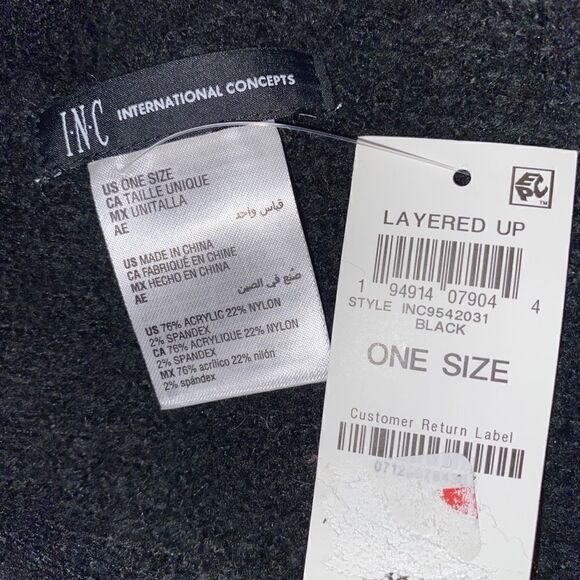 I·N·C INTERNATIONAL CONCEPTS
US ONE SIZE
CA TAILLE UNIQUE
MX UNITALLA
AE قياس واحد
US MADE IN CHINA
CA FABRIQUÉ EN CHINE
MX HECHO EN CHINA
AE صنع في الصين
US 76% ACRYLIC 22% NYLON
2% SPANDEX
CA 76% ACRYLIQUE 22% NYLON
2% SPANDEX
MX 76% acrílico 22% nilón
2% spándex
EPC™
LAYERED UP
1 94914 07904 4
STYLE INC9542031
BLACK
ONE SIZE
Customer Return Label